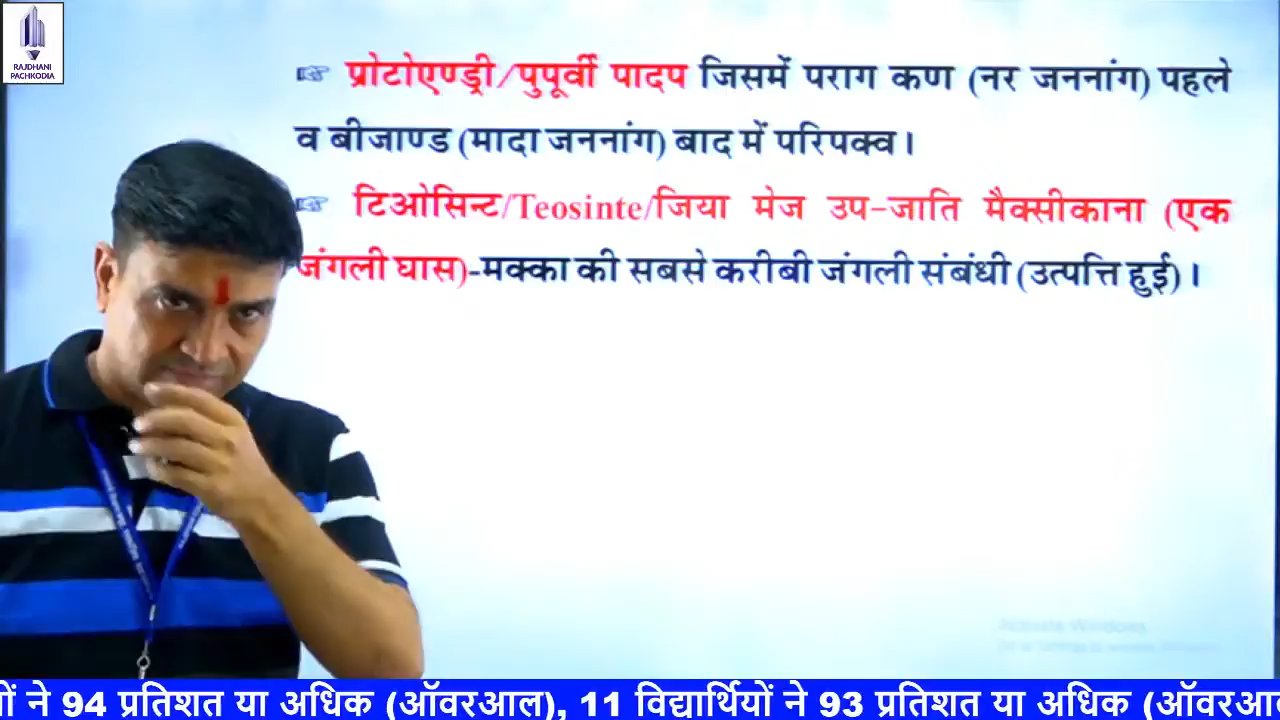 RAJDHANI
PACHKODIA
☞ प्रोटोएण्ड्री/पुपूर्वी पादप जिसमें पराग कण (नर जननांग) पहले
व बीजाण्ड (मादा जननांग) बाद में परिपक्व।
☞ टिओसिन्ट/Teosinte/जिया मेज उप-जाति मैक्सीकाना (एक
जंगली घास)-मक्का की सबसे करीबी जंगली संबंधी (उत्पत्ति हुई)।
Activate Windows
ों ने 94 प्रतिशत या अधिक (ऑवरआल), 11 विद्यार्थियों ने 93 प्रतिशत या अधिक (ऑवरआ